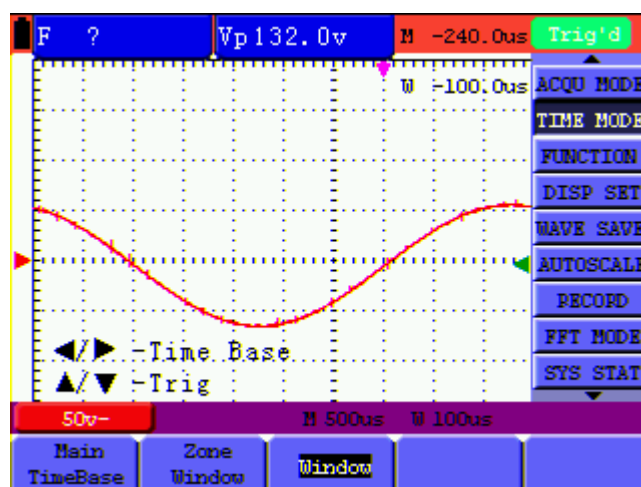 F ? Vp132.0v M -240.0us Trig'd
W -100.0us
ACQU MODE
TIME MODE
FUNCTION
DISP SET
WAVE SAVE
AUTOSCALE
RECORD
FFT MODE
SYS STAT
◀/▶ -Time Base
▲/▼ -Trig
50v~ M 500us W 100us
Main TimeBase
Zone Window
Window